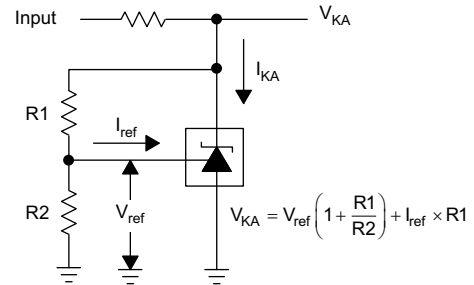 Input
V_KA
I_KA
R1
I_ref
R2
V_ref
V_KA = V_ref (1 + R1/R2) + I_ref × R1